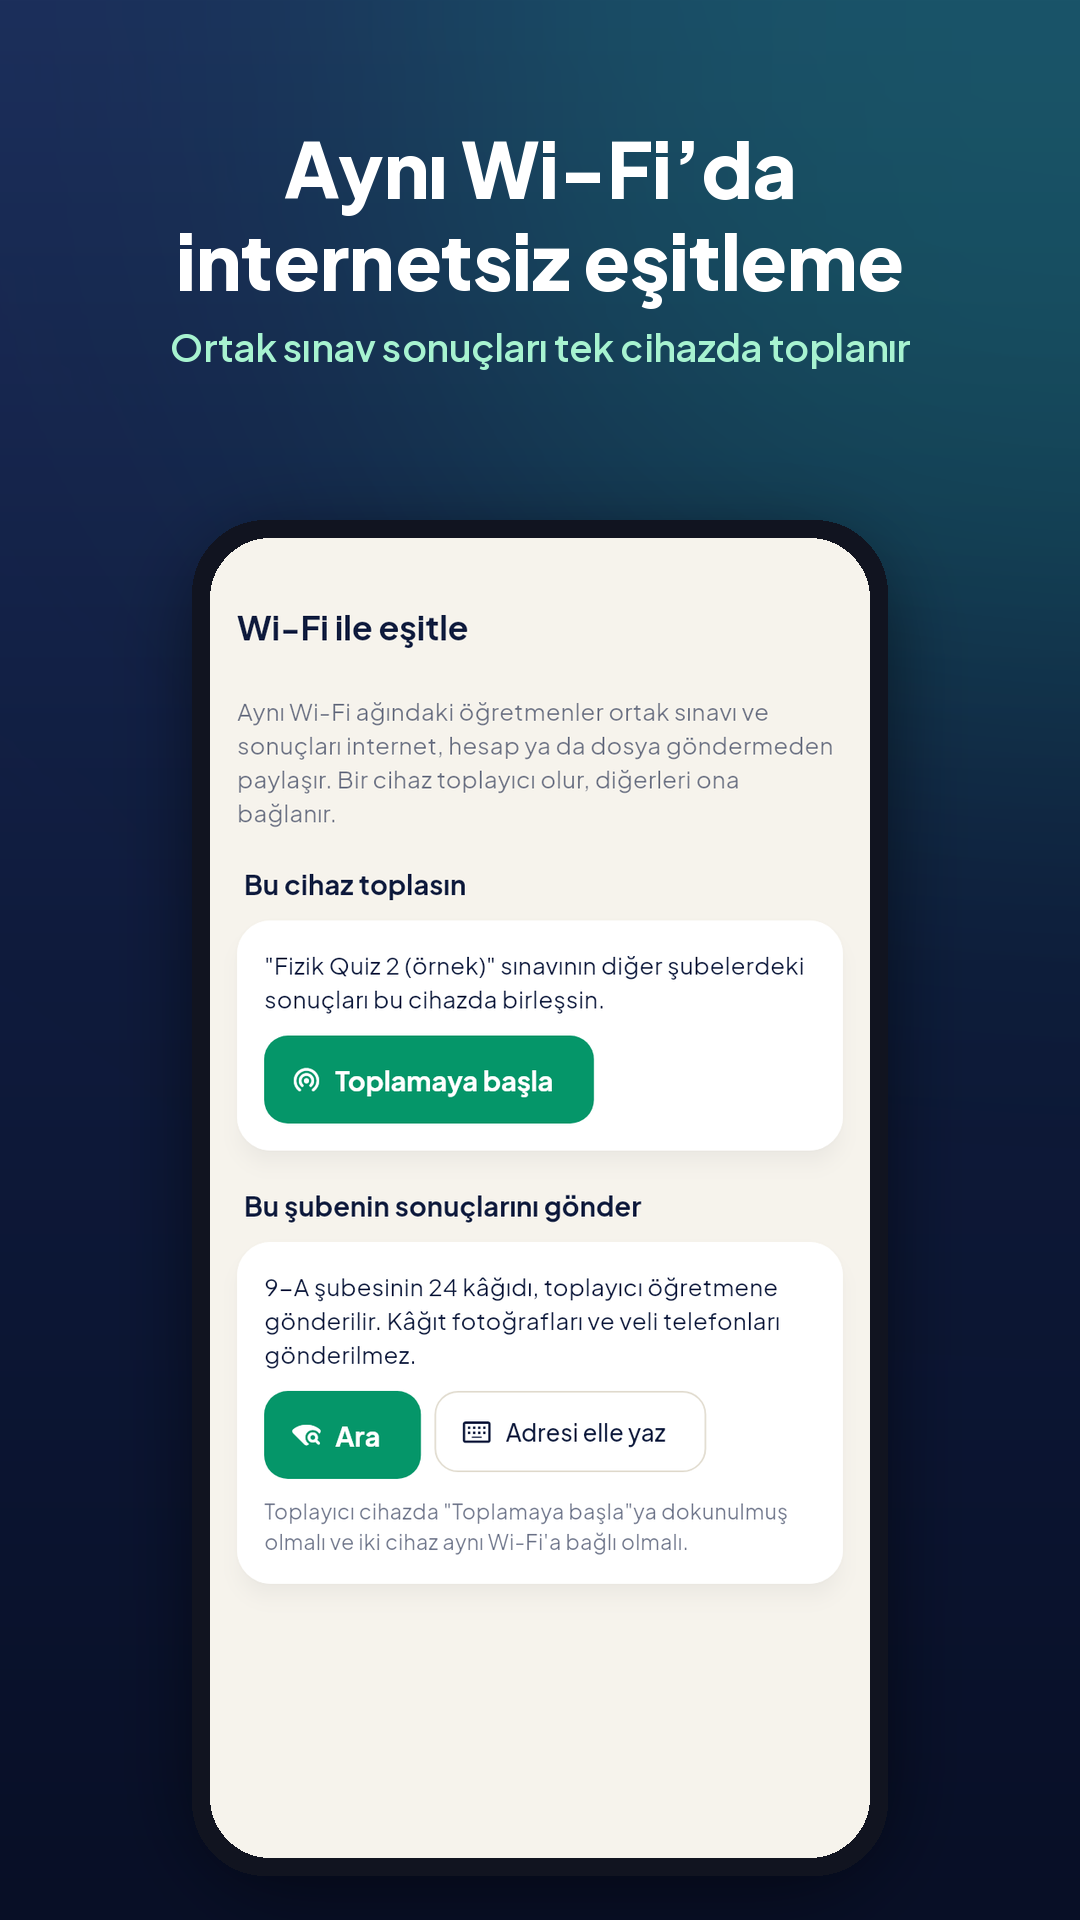 Aynı Wi-Fi’da
internetsiz eşitleme
Ortak sınav sonuçları tek cihazda toplanır
Wi-Fi ile eşitle
Aynı Wi-Fi ağındaki öğretmenler ortak sınavı ve
sonuçları internet, hesap ya da dosya göndermeden
paylaşır. Bir cihaz toplayıcı olur, diğerleri ona
bağlanır.
Bu cihaz toplasın
"Fizik Quiz 2 (örnek)" sınavının diğer şubelerdeki
sonuçları bu cihazda birleşsin.
Toplamaya başla
Bu şubenin sonuçlarını gönder
9-A şubesinin 24 kâğıdı, toplayıcı öğretmene
gönderilir. Kâğıt fotoğrafları ve veli telefonları
gönderilmez.
Ara
Adresi elle yaz
Toplayıcı cihazda "Toplamaya başla"ya dokunulmuş
olmalı ve iki cihaz aynı Wi-Fi'a bağlı olmalı.